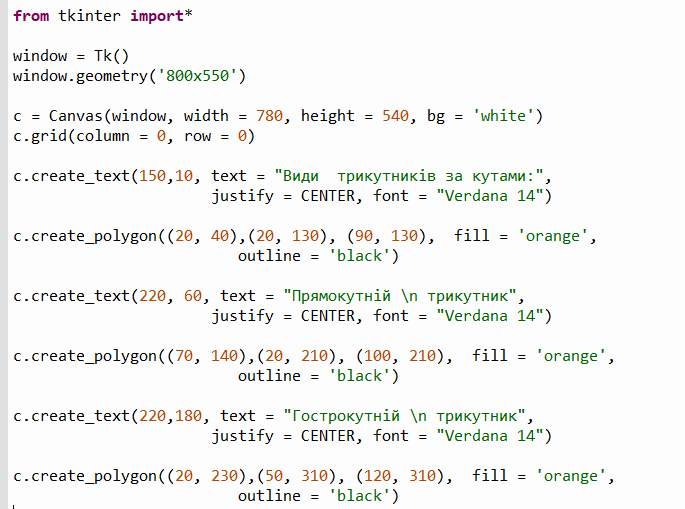 from tkinter import*
window = Tk()
window.geometry('800x550')
c = Canvas(window, width = 780, height = 540, bg = 'white')
c.grid(column = 0, row = 0)
c.create_text(150,10, text = "Види  трикутників за кутами:",
justify = CENTER, font = "Verdana 14")
c.create_polygon((20, 40),(20, 130), (90, 130),  fill = 'orange',
outline = 'black')
c.create_text(220, 60, text = "Прямокутній \n трикутник",
justify = CENTER, font = "Verdana 14")
c.create_polygon((70, 140),(20, 210), (100, 210),  fill = 'orange',
outline = 'black')
c.create_text(220,180, text = "Гострокутній \n трикутник",
justify = CENTER, font = "Verdana 14")
c.create_polygon((20, 230),(50, 310), (120, 310),  fill = 'orange',
outline = 'black')